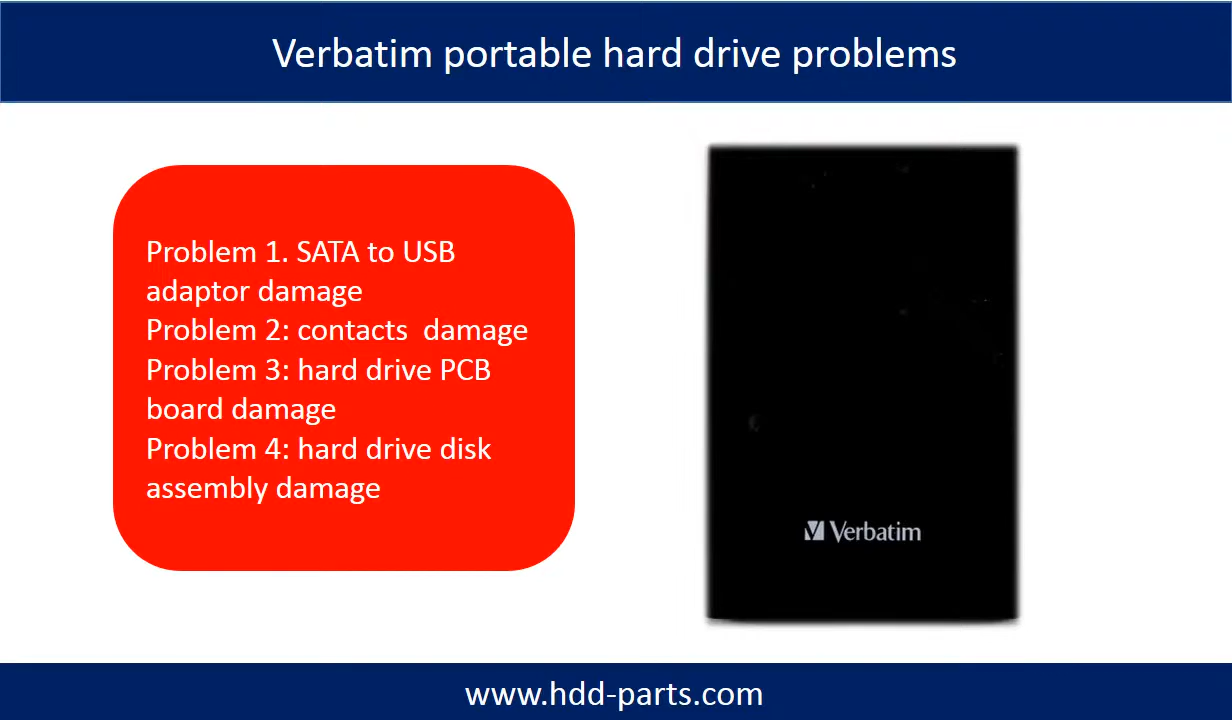 Verbatim portable hard drive problems
Problem 1. SATA to USB
adaptor damage
Problem 2: contacts  damage
Problem 3: hard drive PCB
board damage
Problem 4: hard drive disk
assembly damage
Verbatim
www.hdd-parts.com